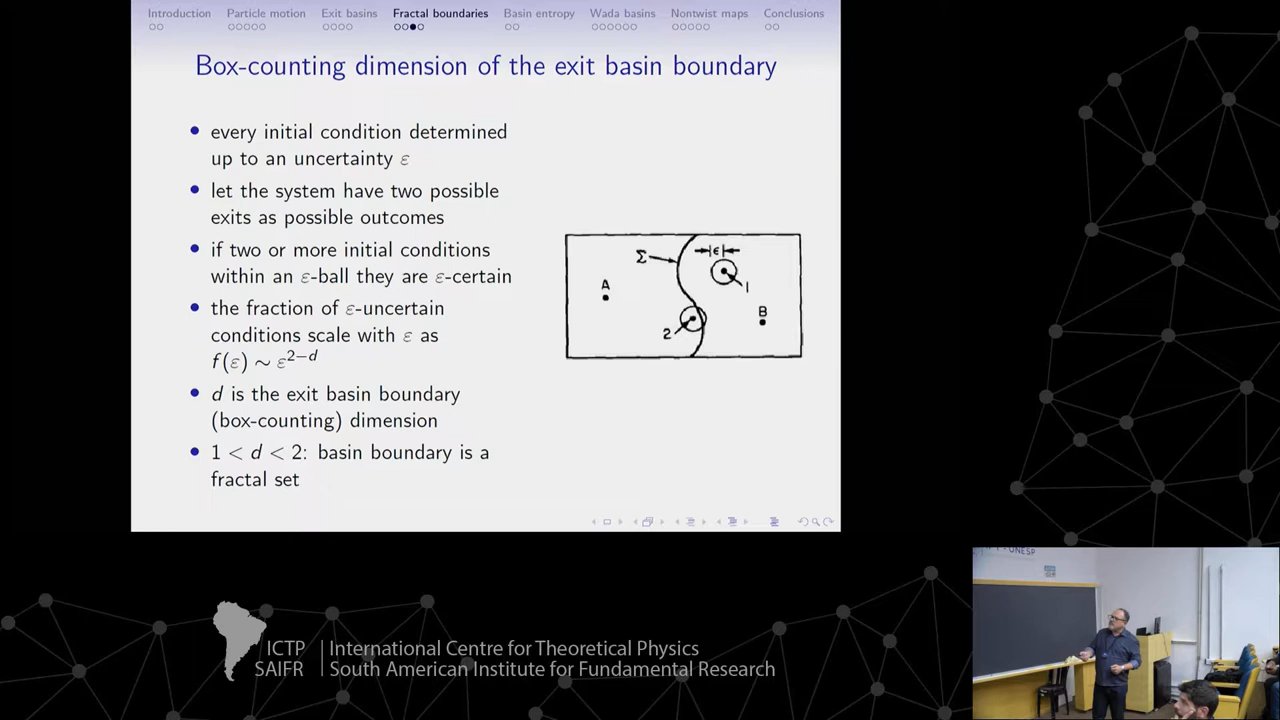 Introduction Particle motion Exit basins Fractal boundaries Basin entropy Wada basins Nontwist maps Conclusions
Box-counting dimension of the exit basin boundary
every initial condition determined
up to an uncertainty ε
let the system have two possible
exits as possible outcomes
if two or more initial conditions
within an ε-ball they are ε-certain
the fraction of ε-uncertain
conditions scale with ε as
f(ε) ∼ ε^{2−d}
d is the exit basin boundary
(box-counting) dimension
1 < d < 2: basin boundary is a
fractal set
Σ
ε
A
1
B
2
UNESP
ICTP
SAIFR
International Centre for Theoretical Physics
South American Institute for Fundamental Research